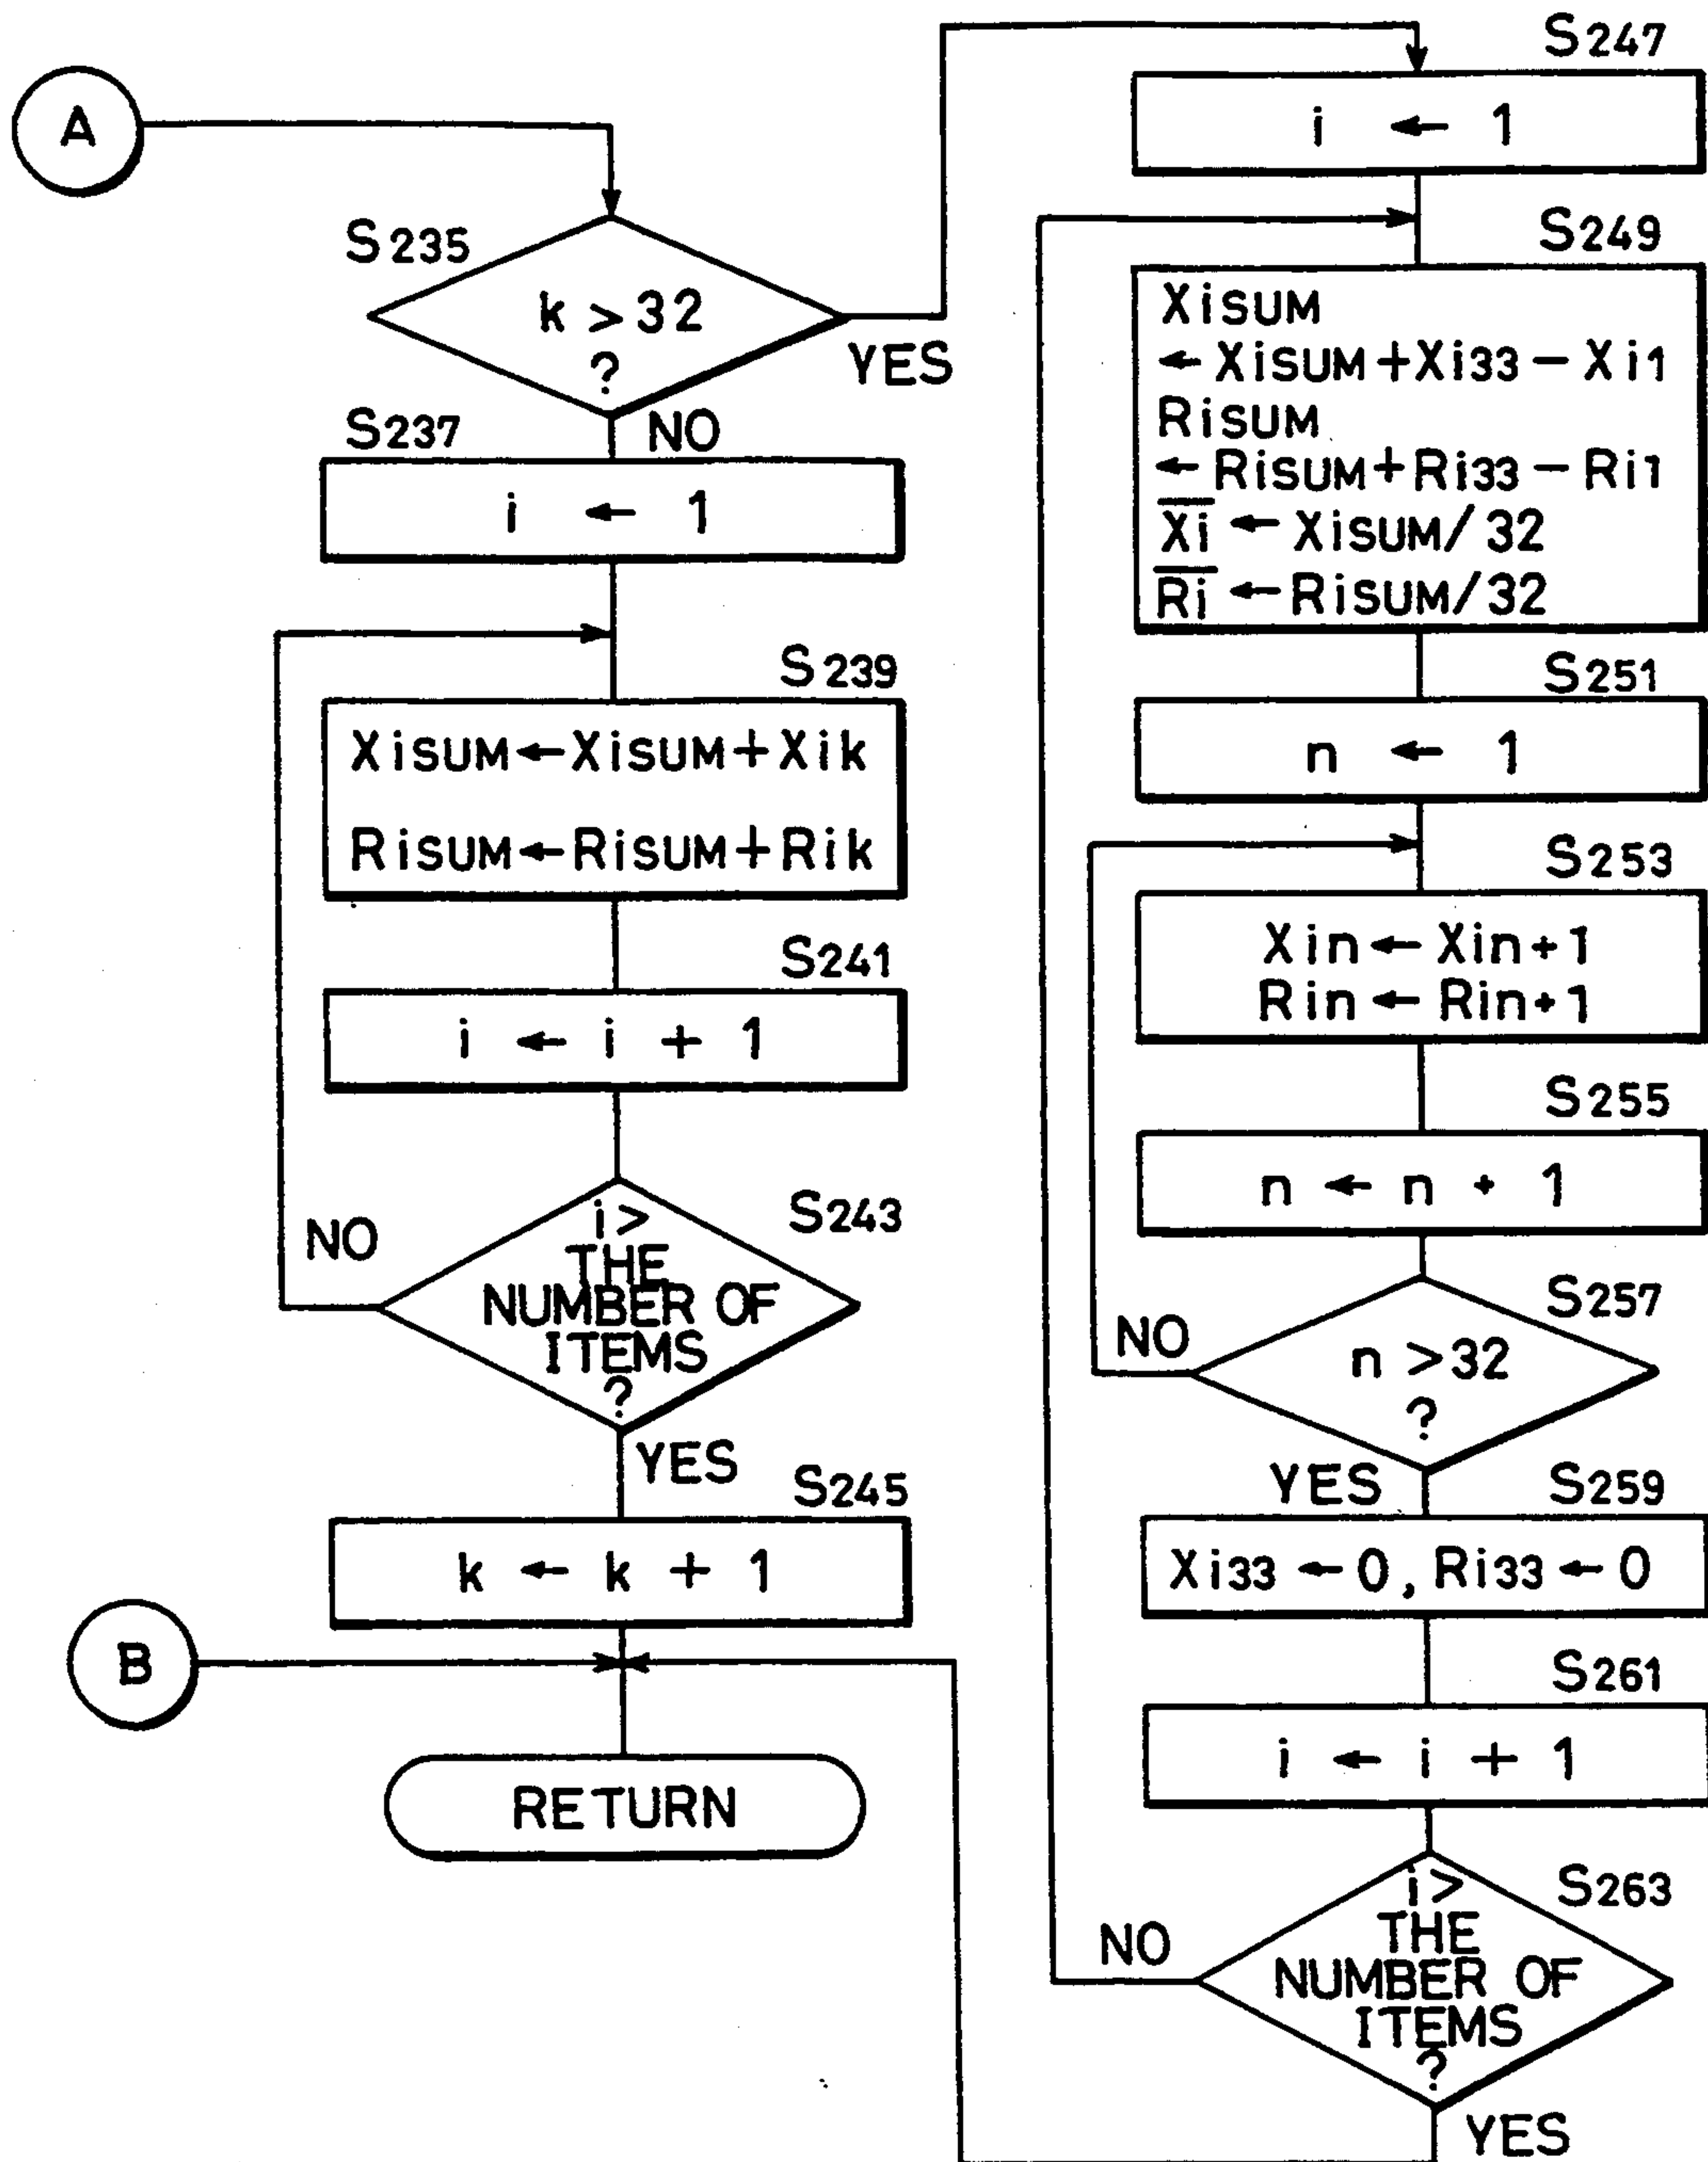 A
S235
k > 32
?
YES
NO
S237
i ← 1
S239
XiSUM←XiSUM+Xik
RiSUM←RiSUM+Rik
S241
i ← i + 1
S243
i >
THE
NUMBER OF
ITEMS
?
NO
YES
S245
k ← k + 1
B
RETURN
S247
i ← 1
S249
XiSUM
← XiSUM+Xi33 − Xi1
RiSUM
← RiSUM+Ri33 − Ri1
X̅i̅ ← XiSUM/32
R̅i̅ ← RiSUM/32
S251
n ← 1
S253
Xin ← Xin+1
Rin ← Rin+1
S255
n ← n + 1
S257
n >32
?
NO
YES
S259
Xi33 ← 0, Ri33 ← 0
S261
i ← i + 1
S263
i >
THE
NUMBER OF
ITEMS
?
NO
YES